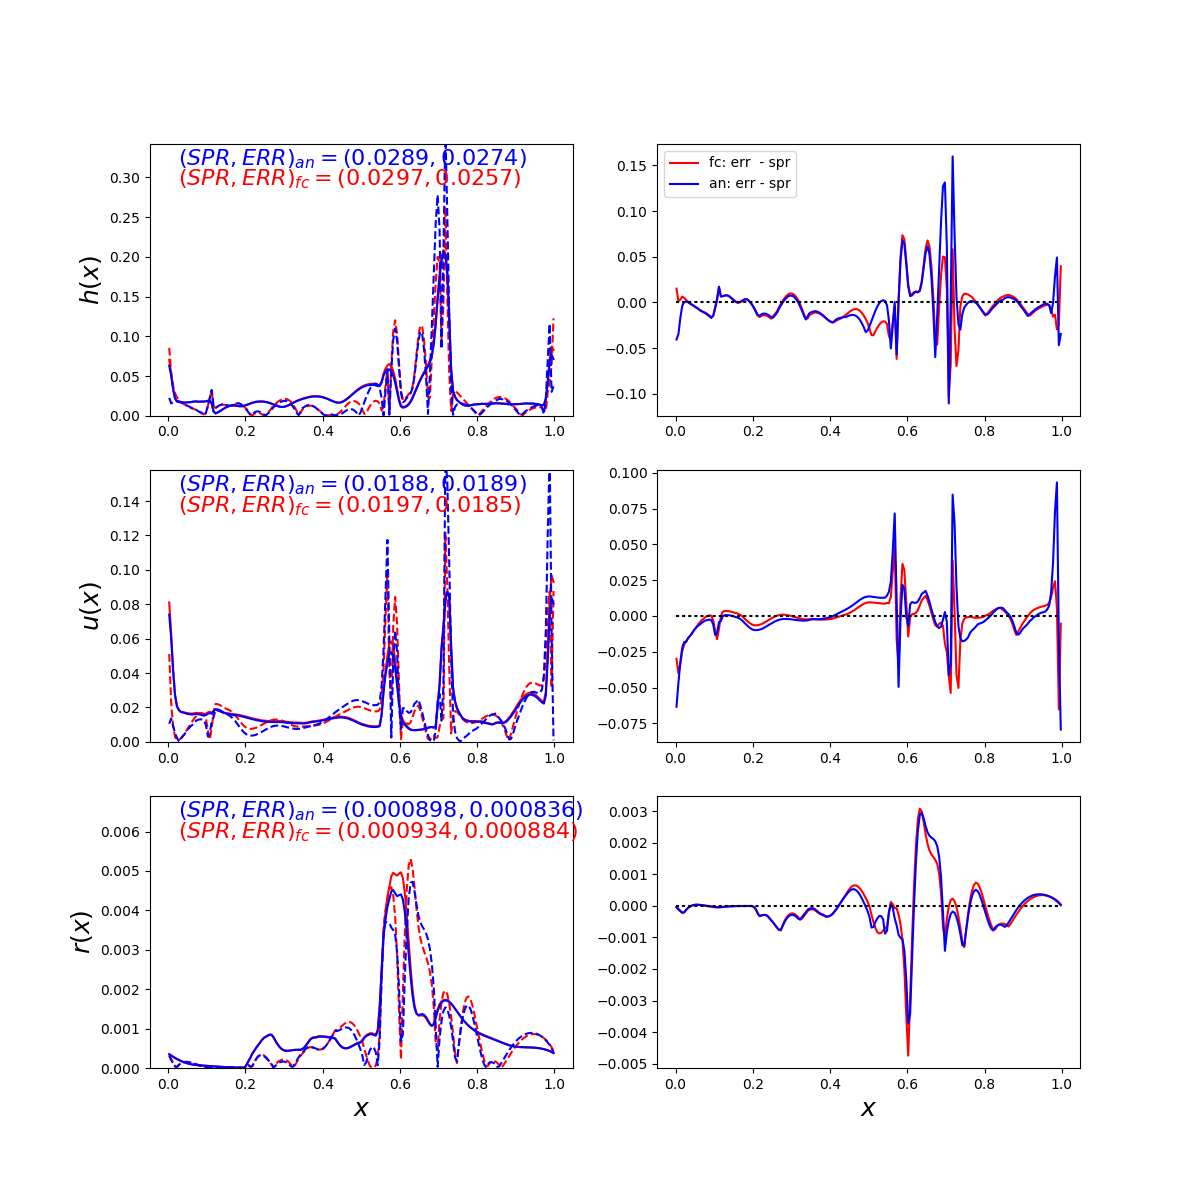 (SPR, ERR)an = (0.0289, 0.0274)
(SPR, ERR)fc = (0.0297, 0.0257)
h(x)
0.30
0.25
0.20
0.15
0.10
0.05
0.00
0.0 0.2 0.4 0.6 0.8 1.0
fc: err - spr
an: err - spr
0.15
0.10
0.05
0.00
−0.05
−0.10
0.0 0.2 0.4 0.6 0.8 1.0
(SPR, ERR)an = (0.0188, 0.0189)
(SPR, ERR)fc = (0.0197, 0.0185)
u(x)
0.14
0.12
0.10
0.08
0.06
0.04
0.02
0.00
0.0 0.2 0.4 0.6 0.8 1.0
0.100
0.075
0.050
0.025
0.000
−0.025
−0.050
−0.075
0.0 0.2 0.4 0.6 0.8 1.0
(SPR, ERR)an = (0.000898, 0.000836)
(SPR, ERR)fc = (0.000934, 0.000884)
r(x)
0.006
0.005
0.004
0.003
0.002
0.001
0.000
0.0 0.2 0.4 0.6 0.8 1.0
x
0.003
0.002
0.001
0.000
−0.001
−0.002
−0.003
−0.004
−0.005
0.0 0.2 0.4 0.6 0.8 1.0
x